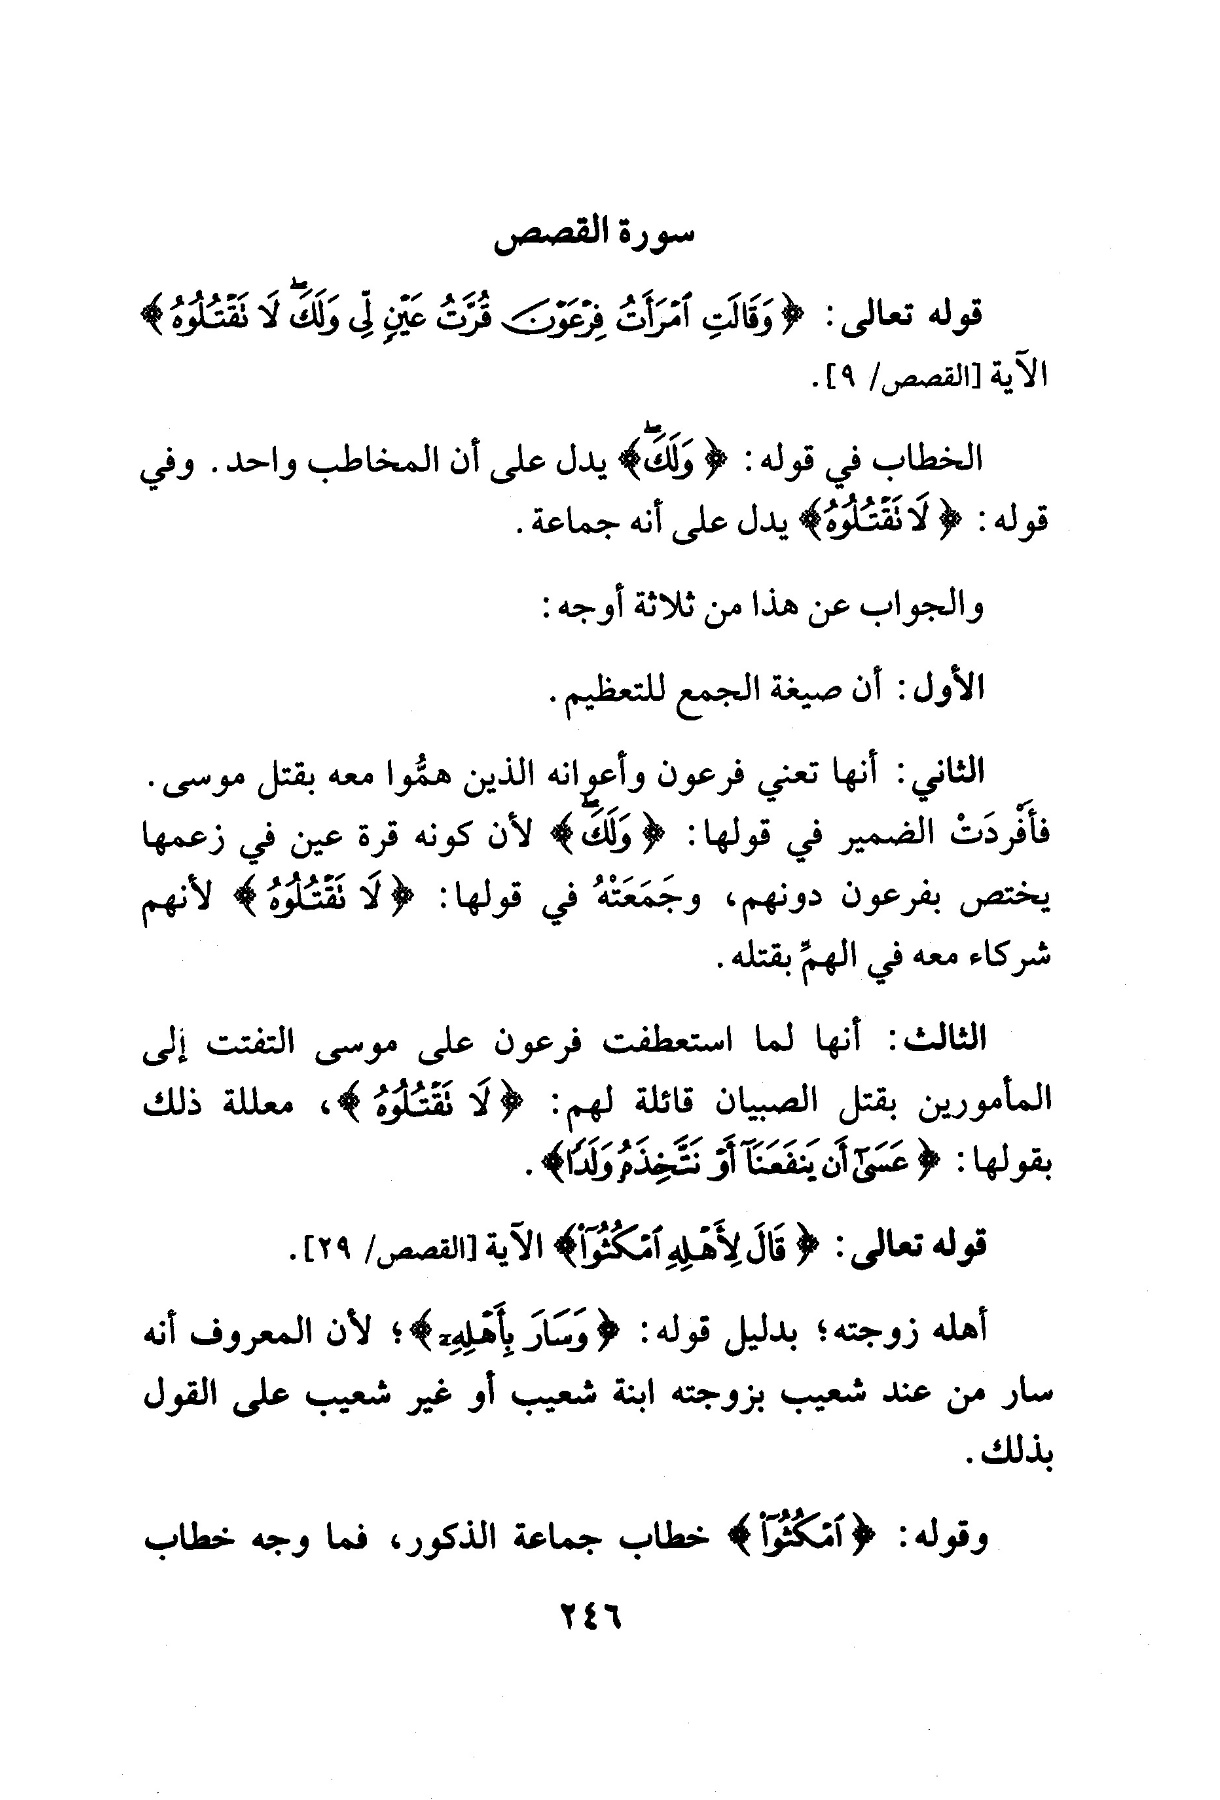 سورة القصص
قوله تعالى: ﴿وَقَالَتِ ٱمْرَأَتُ فِرْعَوْنَ قُرَّتُ عَيْنٍ لِّي وَلَكَۖ لَا تَقْتُلُوهُ﴾
الآية [القصص/ ٩].
الخطاب في قوله: ﴿وَلَكَۖ﴾ يدل على أن المخاطب واحد. وفي
قوله: ﴿لَا تَقْتُلُوهُ﴾ يدل على أنه جماعة.
والجواب عن هذا من ثلاثة أوجه:
الأول: أن صيغة الجمع للتعظيم.
الثاني: أنها تعني فرعون وأعوانه الذين همُّوا معه بقتل موسى.
فأَفْردَتْ الضمير في قولها: ﴿وَلَكَۖ﴾ لأن كونه قرة عين في زعمها
يختص بفرعون دونهم، وجَمَعَتْهُ في قولها: ﴿لَا تَقْتُلُوهُ﴾ لأنهم
شركاء معه في الهمِّ بقتله.
الثالث: أنها لما استعطفت فرعون على موسى التفتت إلى
المأمورين بقتل الصبيان قائلة لهم: ﴿لَا تَقْتُلُوهُ﴾، معللة ذلك
بقولها: ﴿عَسَىٰٓ أَن يَنفَعَنَآ أَوْ نَتَّخِذَهُۥ وَلَدًا﴾.
قوله تعالى: ﴿قَالَ لِأَهْلِهِ ٱمْكُثُوٓا۟﴾ الآية [القصص/ ٢٩].
أهله زوجته؛ بدليل قوله: ﴿وَسَارَ بِأَهْلِهِۦٓ﴾؛ لأن المعروف أنه
سار من عند شعيب بزوجته ابنة شعيب أو غير شعيب على القول
بذلك.
وقوله: ﴿ٱمْكُثُوٓا۟﴾ خطاب جماعة الذكور، فما وجه خطاب
٢٤٦